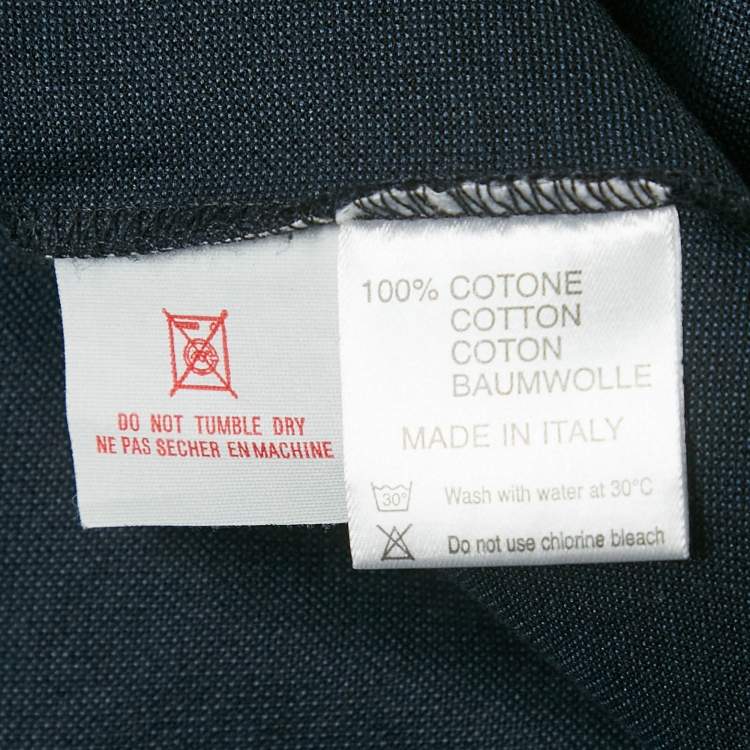 DO NOT TUMBLE DRY
NE PAS SECHER EN MACHINE
100% COTONE
COTTON
COTON
BAUMWOLLE
MADE IN ITALY
30° Wash with water at 30°C
Do not use chlorine bleach